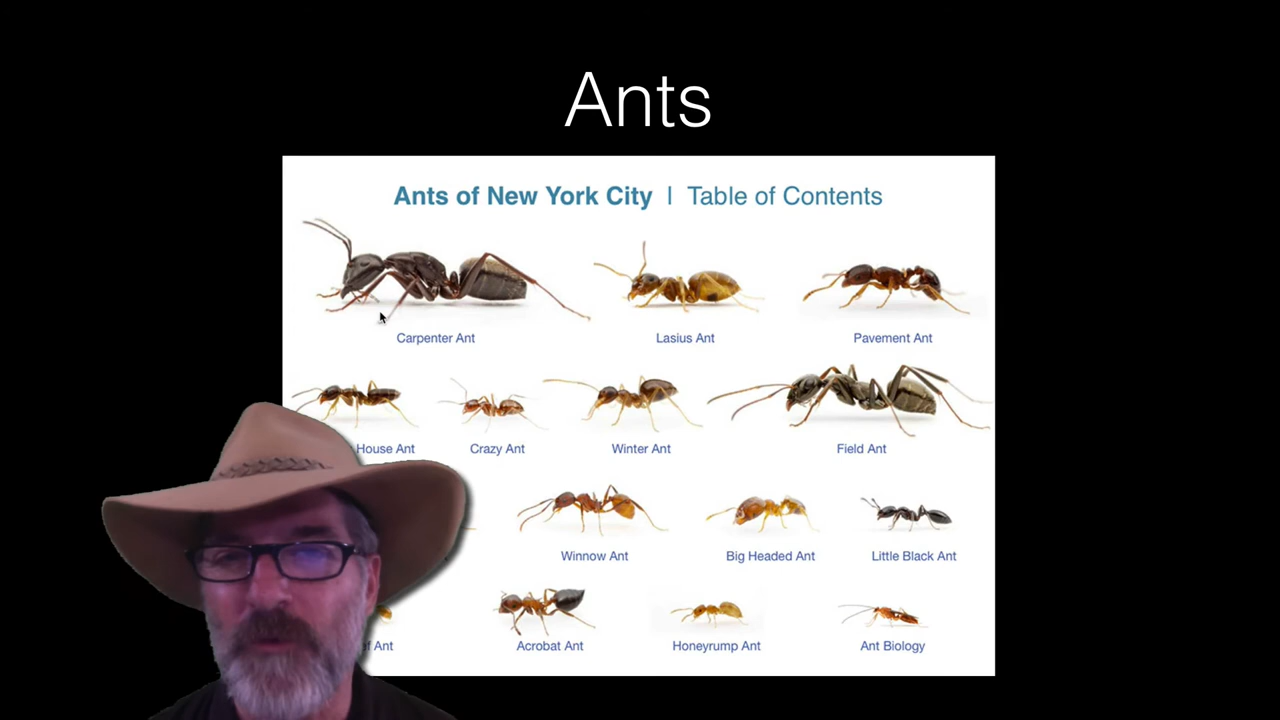 Ants
Ants of New York City | Table of Contents
Carpenter Ant
Lasius Ant
Pavement Ant
House Ant
Crazy Ant
Winter Ant
Field Ant
Winnow Ant
Big Headed Ant
Little Black Ant
Ant
Acrobat Ant
Honeyrump Ant
Ant Biology